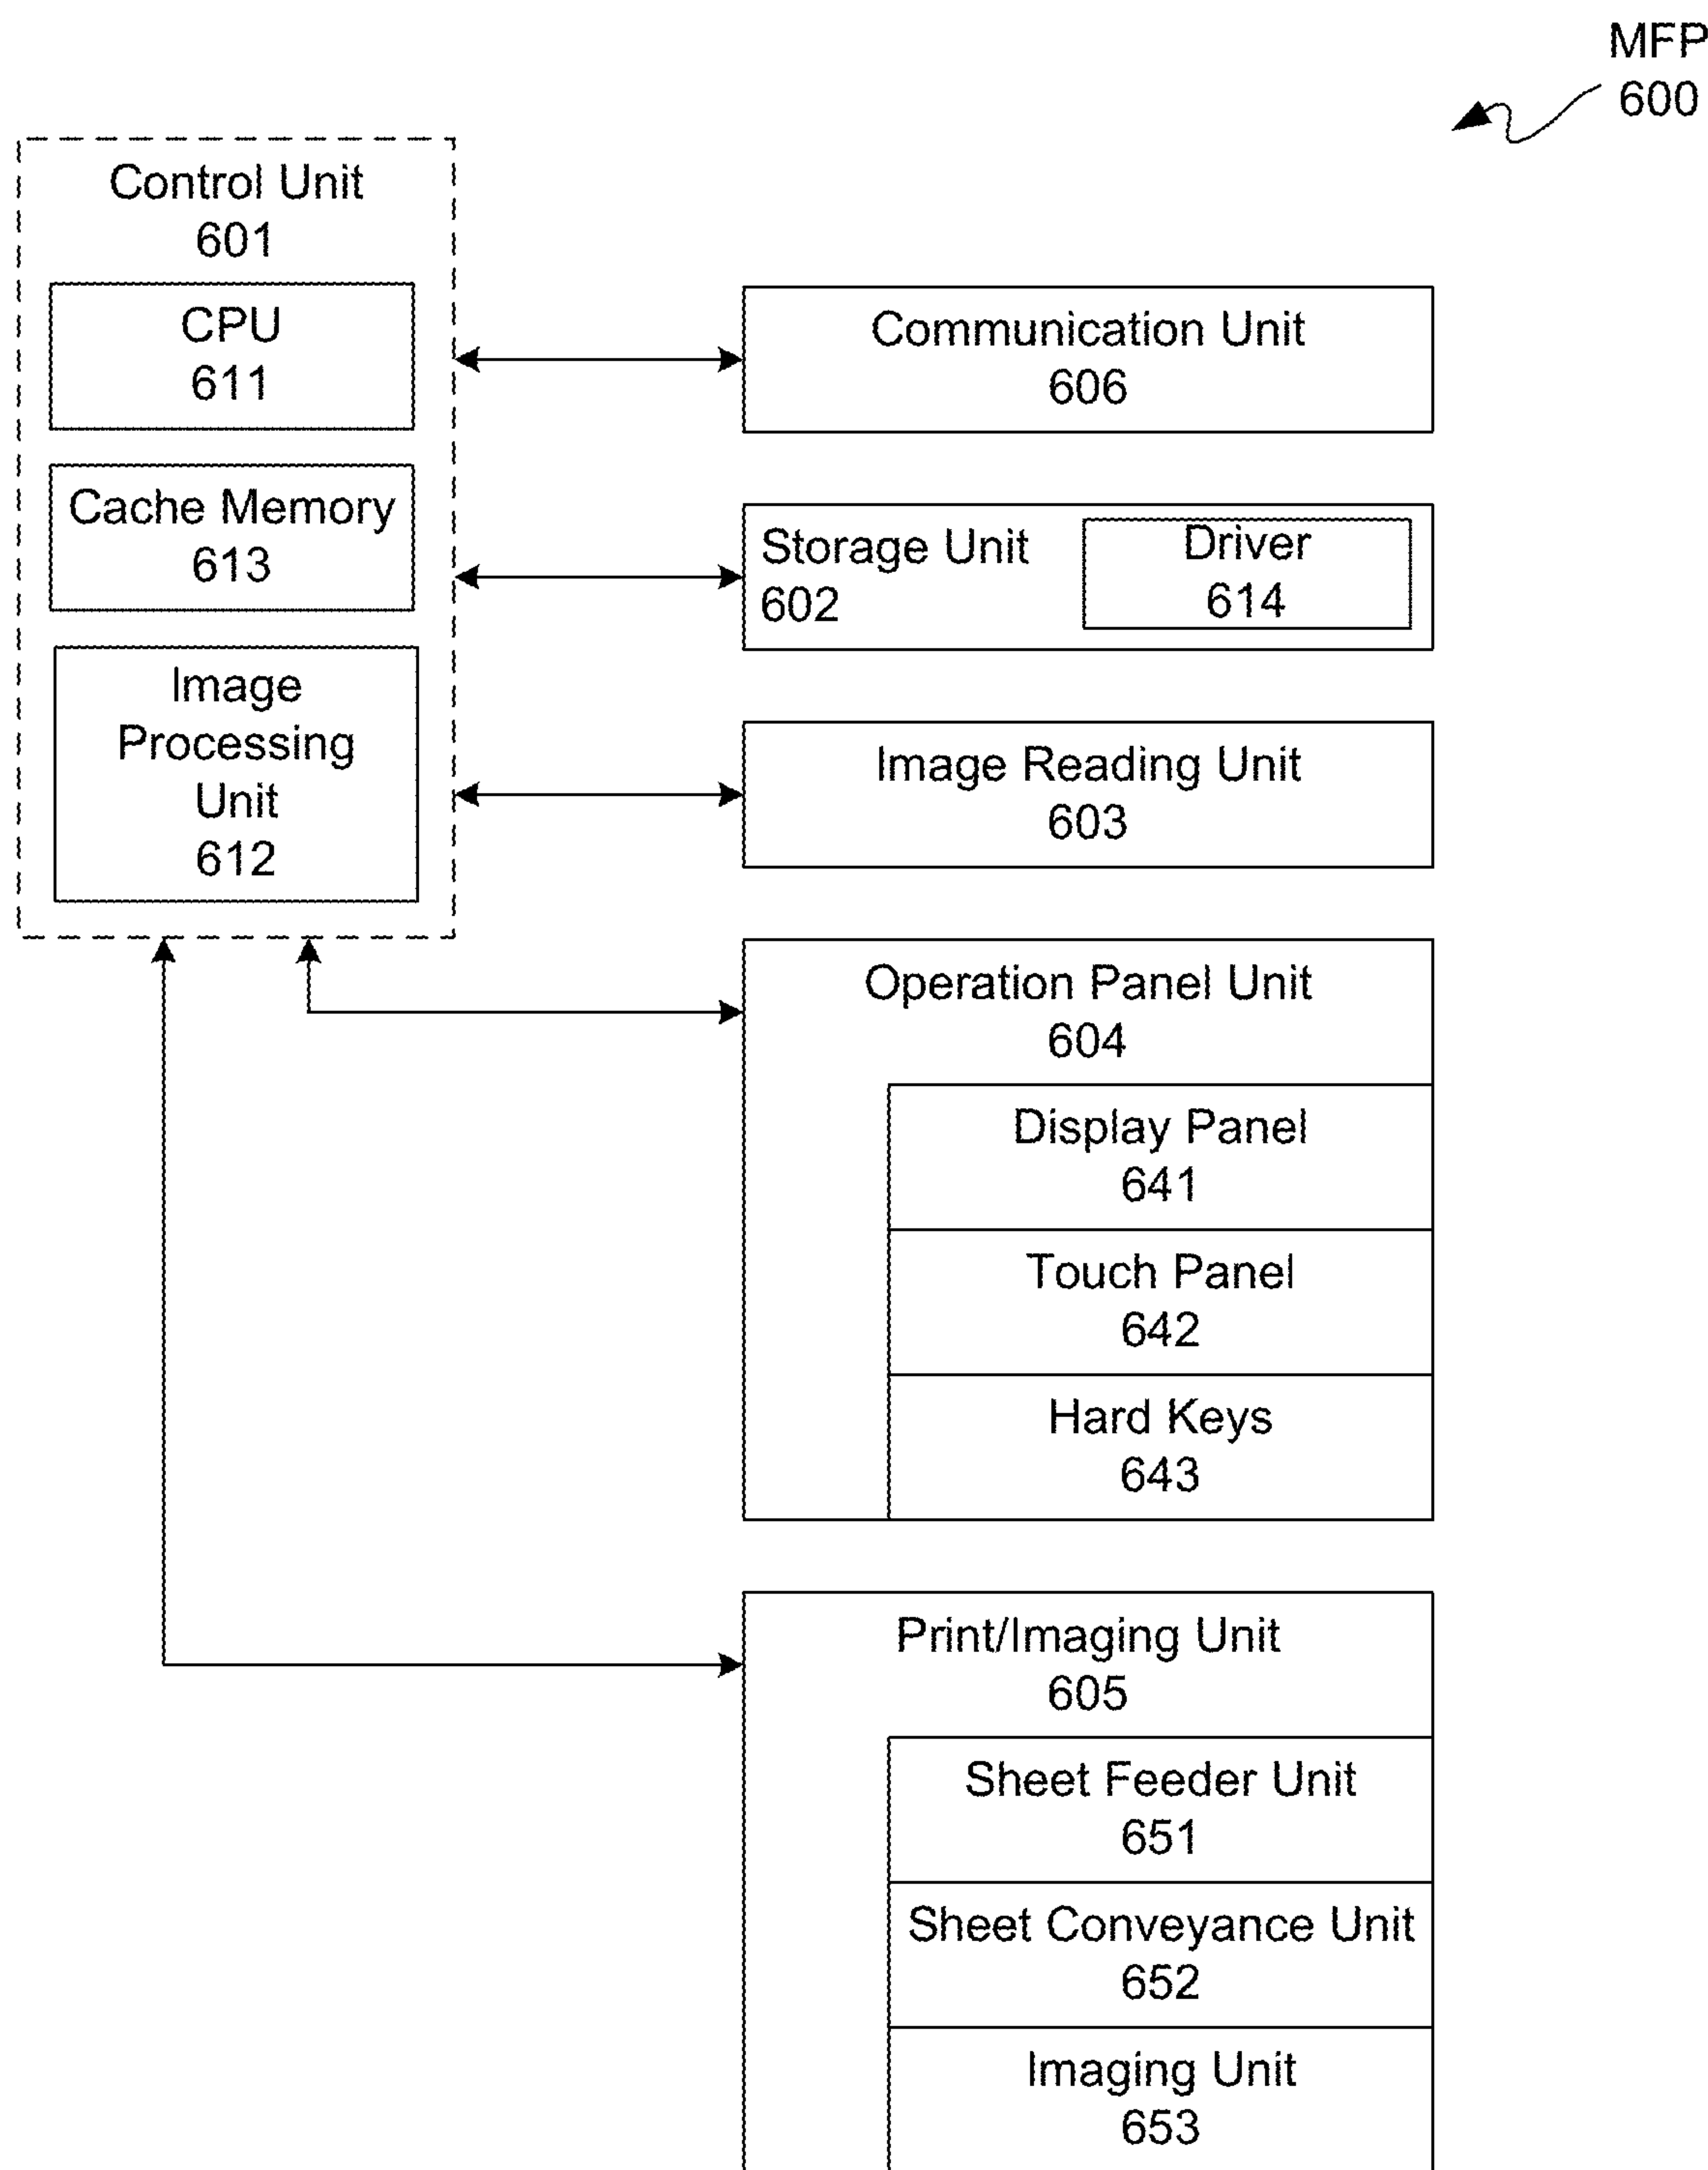 MFP
600
Control Unit
601
CPU
611
Cache Memory
613
Image
Processing
Unit
612
Communication Unit
606
Storage Unit
602
Driver
614
Image Reading Unit
603
Operation Panel Unit
604
Display Panel
641
Touch Panel
642
Hard Keys
643
Print/Imaging Unit
605
Sheet Feeder Unit
651
Sheet Conveyance Unit
652
Imaging Unit
653